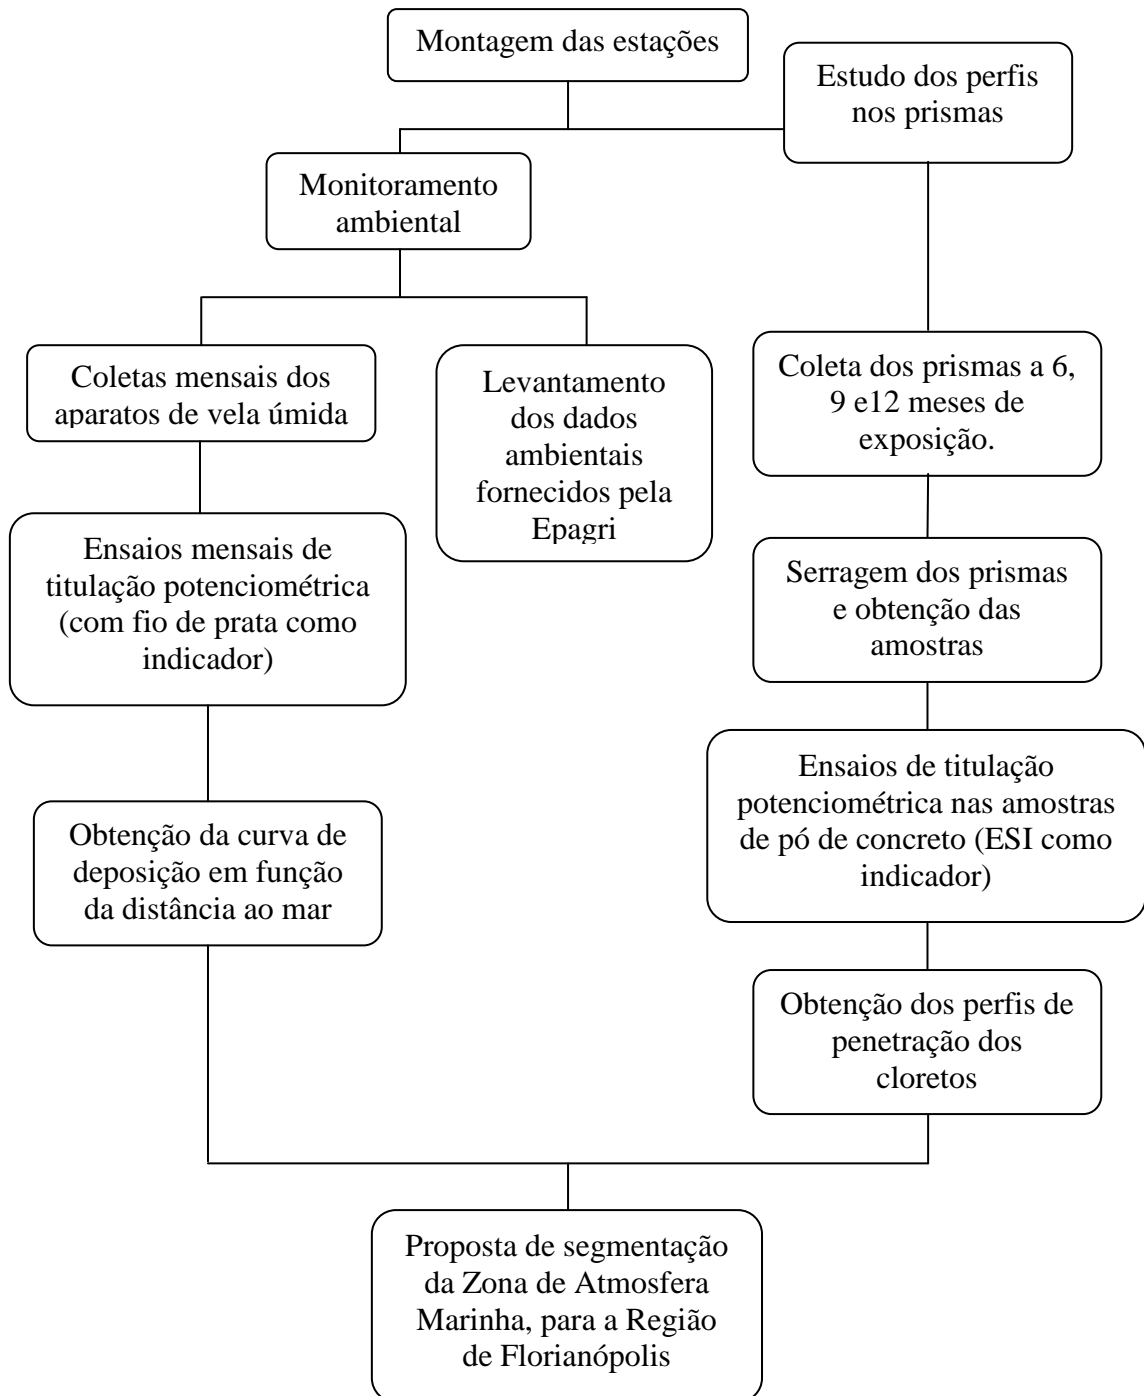 Montagem das estações
Estudo dos perfis
nos prismas
Monitoramento
ambiental
Coletas mensais dos
aparatos de vela úmida
Levantamento
dos dados
ambientais
fornecidos pela
Epagri
Coleta dos prismas a 6,
9 e12 meses de
exposição.
Ensaios mensais de
titulação potenciométrica
(com fio de prata como
indicador)
Serragem dos prismas
e obtenção das
amostras
Ensaios de titulação
potenciométrica nas amostras
de pó de concreto (ESI como
indicador)
Obtenção da curva de
deposição em função
da distância ao mar
Obtenção dos perfis de
penetração dos
cloretos
Proposta de segmentação
da Zona de Atmosfera
Marinha, para a Região
de Florianópolis